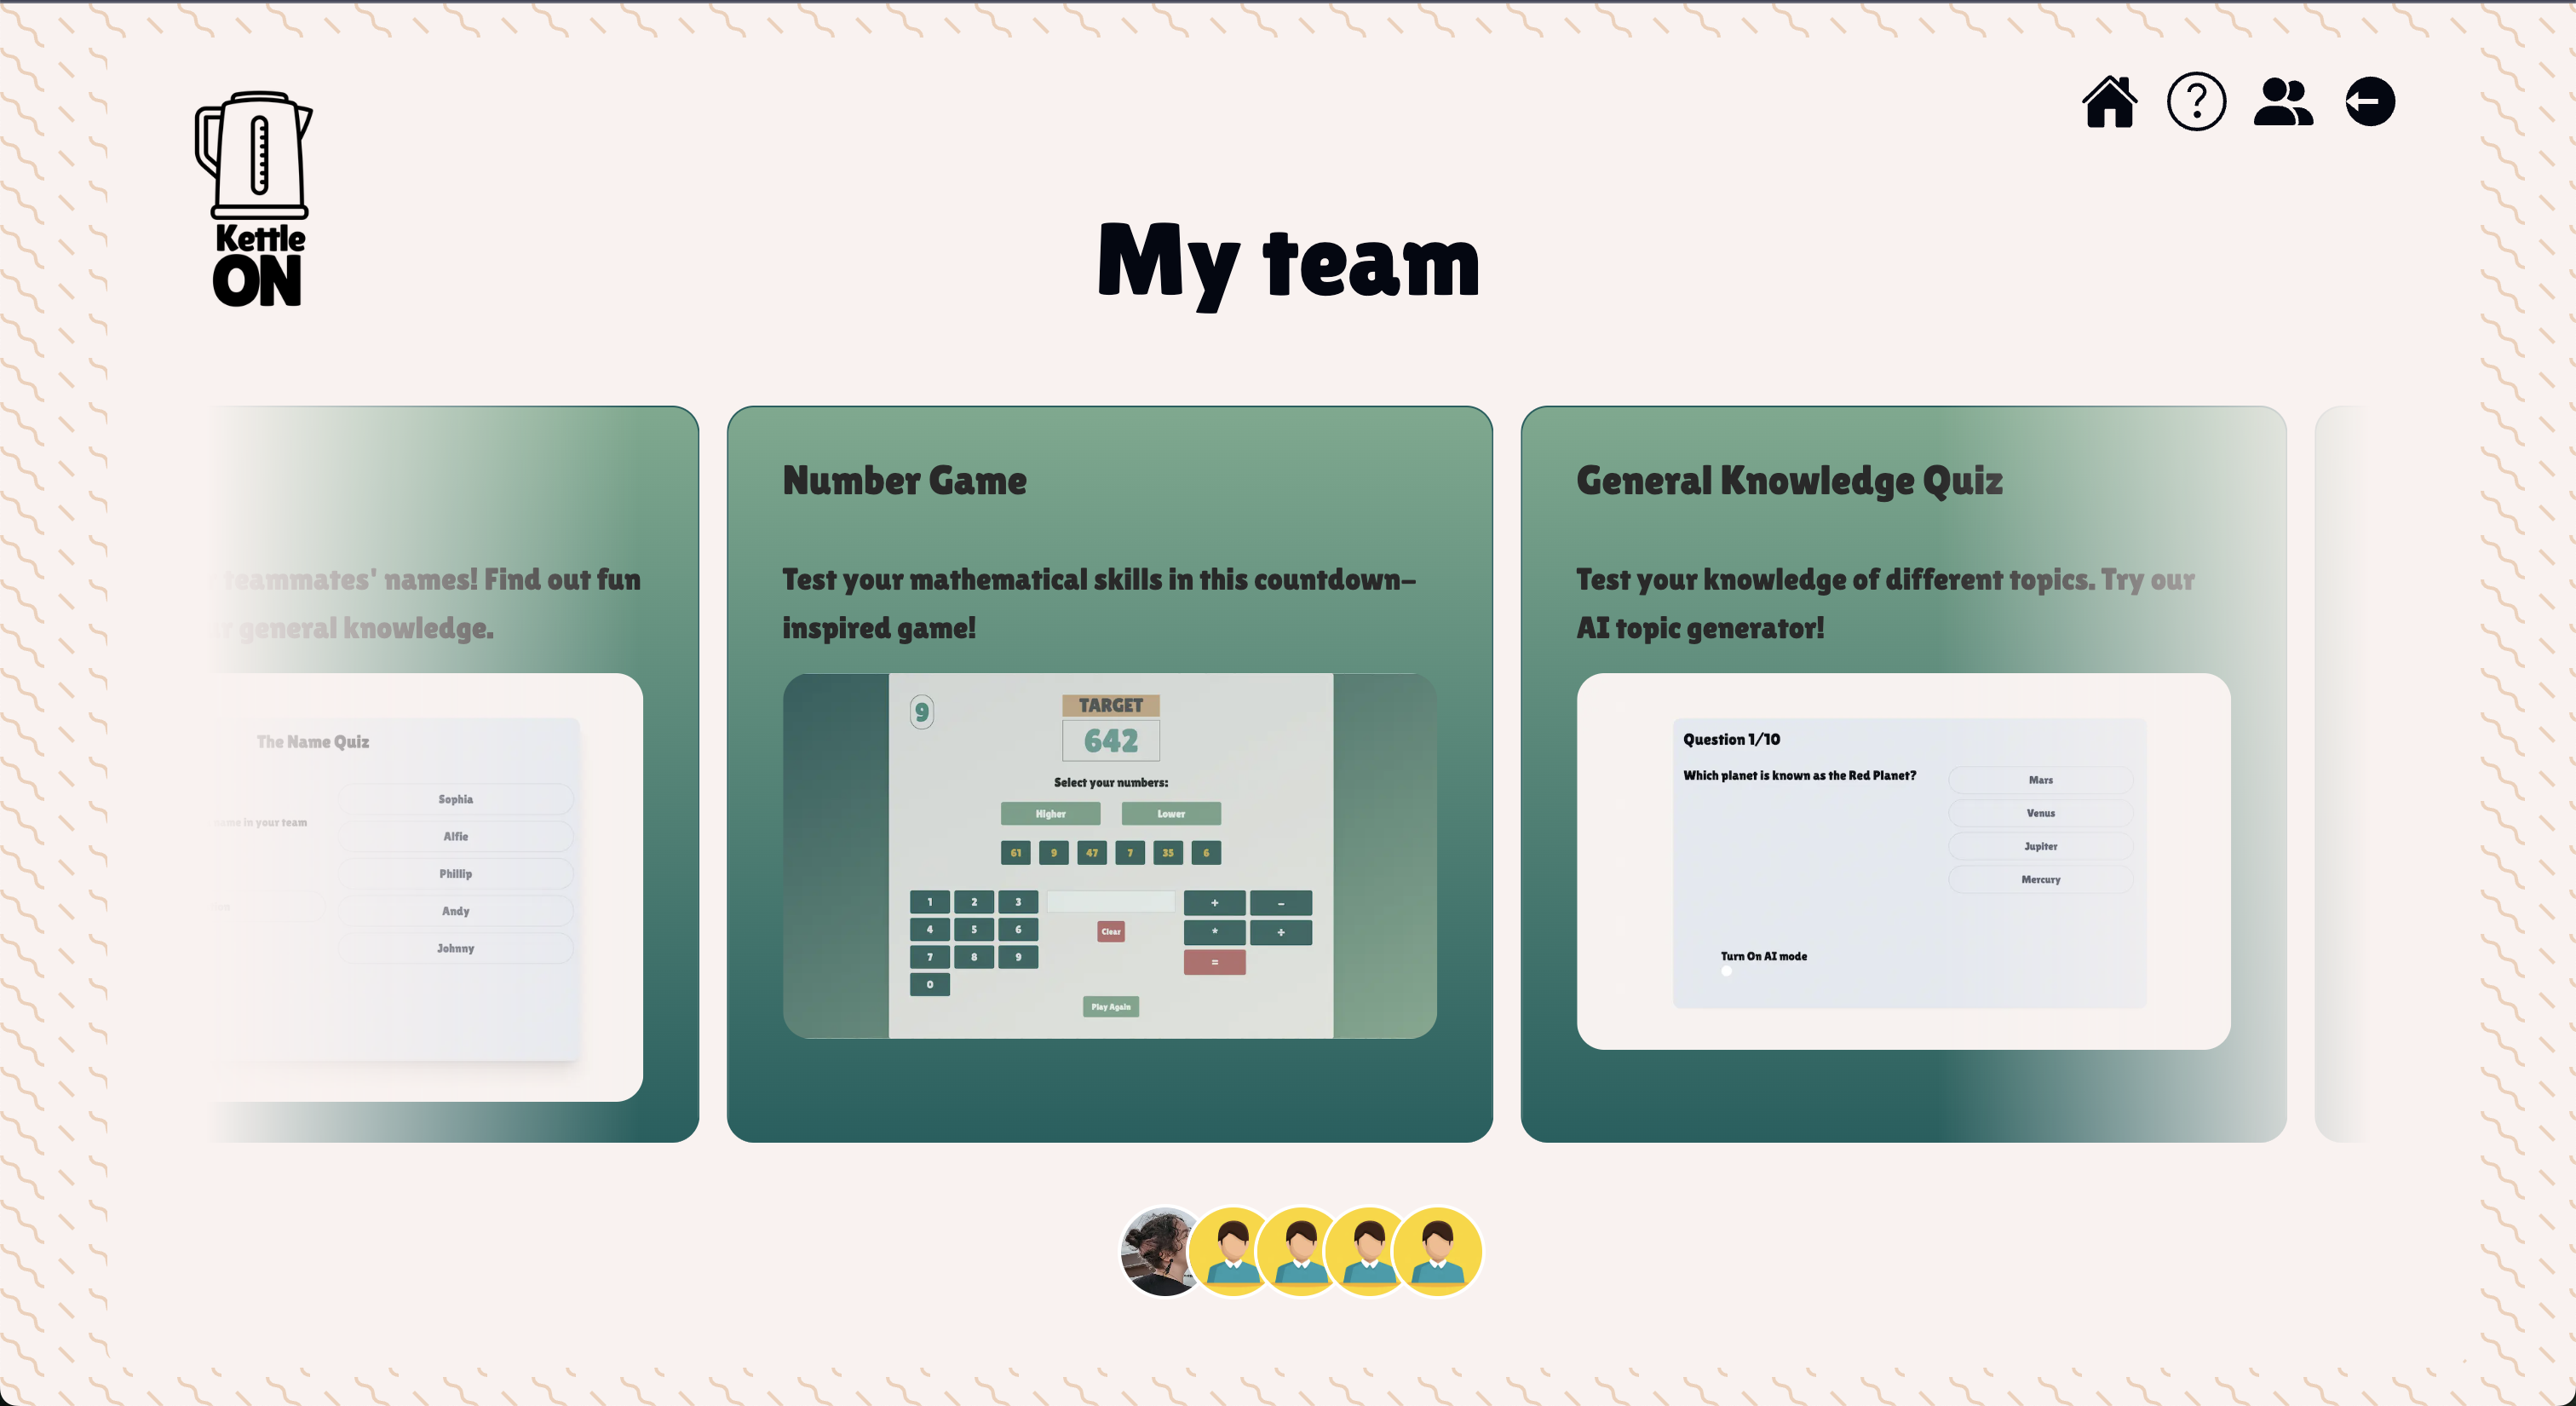 Kettle
ON
My team
teammates' names! Find out fun
general knowledge.
The Name Quiz
name in your team
Sophia
Alfie
Phillip
Andy
Johnny
Number Game
Test your mathematical skills in this countdown-
inspired game!
9
TARGET
642
Select your numbers:
Higher Lower
61 9 47 7 35 6
1 2 3 + -
4 5 6 Clear * ÷
7 8 9 =
0
Play Again
General Knowledge Quiz
Test your knowledge of different topics. Try our
AI topic generator!
Question 1/10
Which planet is known as the Red Planet?
Mars
Venus
Jupiter
Mercury
Turn On AI mode